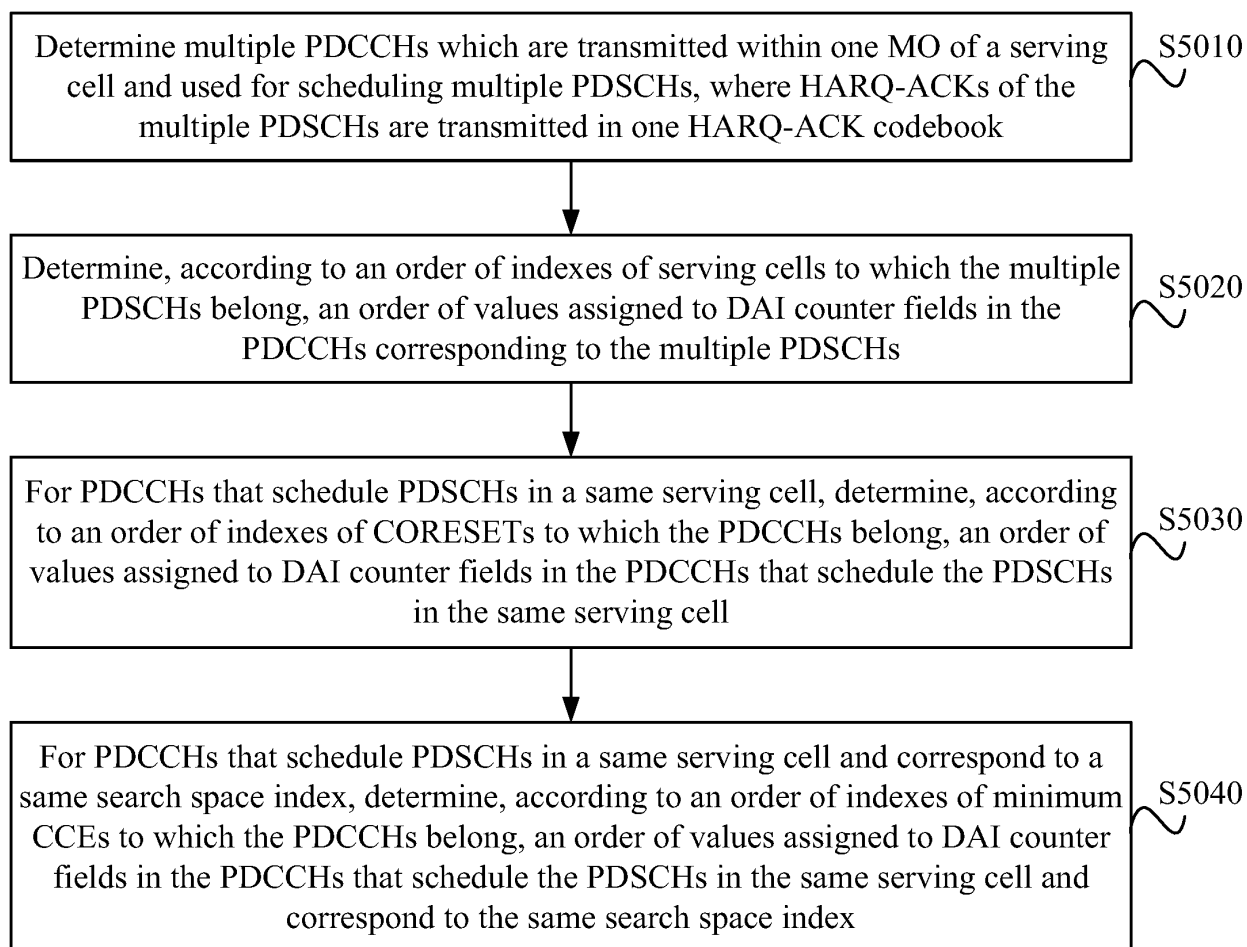 Determine multiple PDCCHs which are transmitted within one MO of a serving
cell and used for scheduling multiple PDSCHs, where HARQ-ACKs of the
multiple PDSCHs are transmitted in one HARQ-ACK codebook
S5010
Determine, according to an order of indexes of serving cells to which the multiple
PDSCHs belong, an order of values assigned to DAI counter fields in the
PDCCHs corresponding to the multiple PDSCHs
S5020
For PDCCHs that schedule PDSCHs in a same serving cell, determine, according
to an order of indexes of CORESETs to which the PDCCHs belong, an order of
values assigned to DAI counter fields in the PDCCHs that schedule the PDSCHs
in the same serving cell
S5030
For PDCCHs that schedule PDSCHs in a same serving cell and correspond to a
same search space index, determine, according to an order of indexes of minimum
CCEs to which the PDCCHs belong, an order of values assigned to DAI counter
fields in the PDCCHs that schedule the PDSCHs in the same serving cell and
correspond to the same search space index
S5040